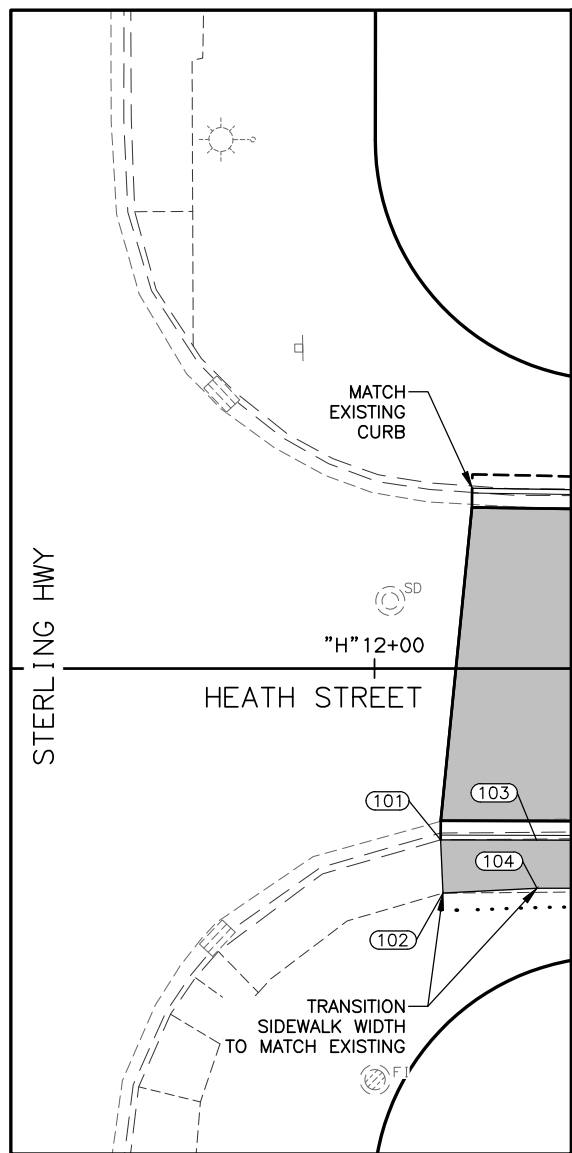 MATCH
EXISTING
CURB
STERLING HWY
SD
"H" 12+00
HEATH STREET
101
103
104
102
TRANSITION
SIDEWALK WIDTH
TO MATCH EXISTING
F.I